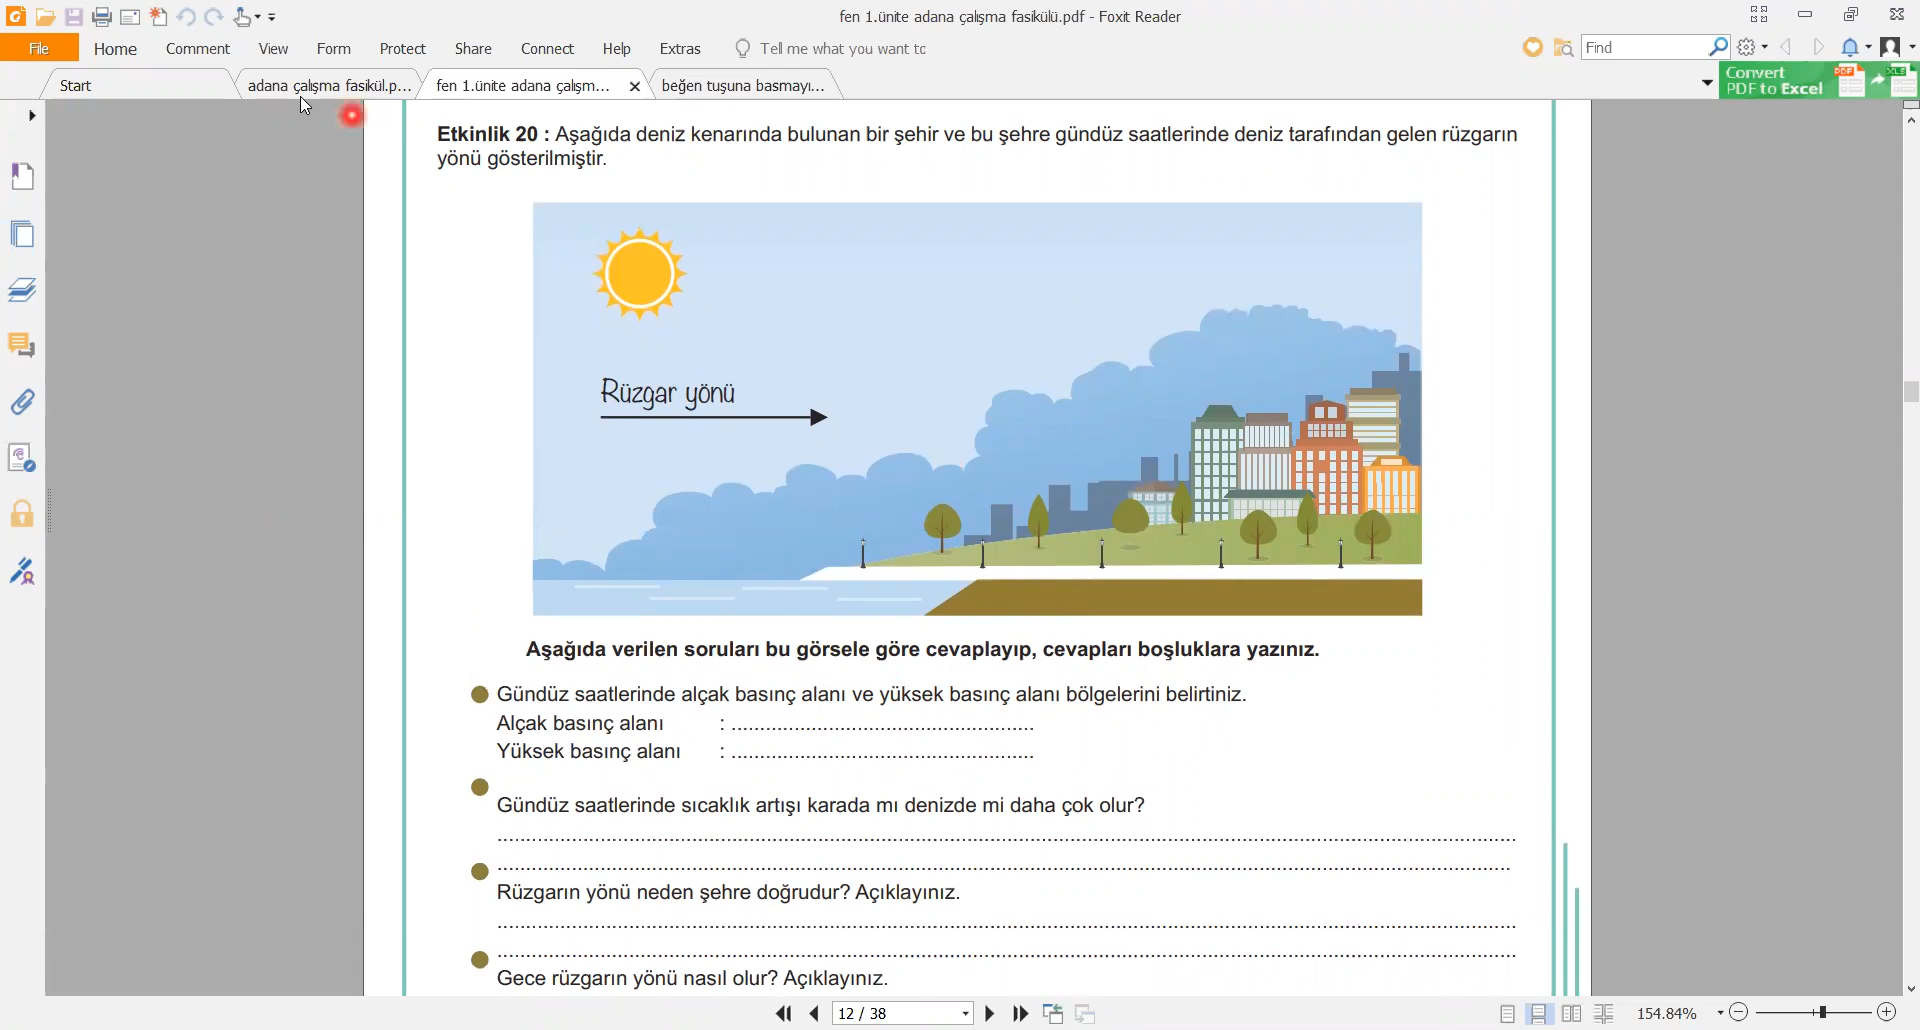 fen 1.ünite adana çalışma fasikülü.pdf - Foxit Reader
File Home Comment View Form Protect Share Connect Help Extras Tell me what you want to Find
Start adana çalışma fasikül.p... fen 1.ünite adana çalışm... beğen tuşuna basmayı...
Convert
PDF to Excel
PDF XLS
Etkinlik 20 : Aşağıda deniz kenarında bulunan bir şehir ve bu şehre gündüz saatlerinde deniz tarafından gelen rüzgarın
yönü gösterilmiştir.
Rüzgar yönü
Aşağıda verilen soruları bu görsele göre cevaplayıp, cevapları boşluklara yazınız.
Gündüz saatlerinde alçak basınç alanı ve yüksek basınç alanı bölgelerini belirtiniz.
Alçak basınç alanı : .....................................................
Yüksek basınç alanı : .....................................................
Gündüz saatlerinde sıcaklık artışı karada mı denizde mi daha çok olur?
Rüzgarın yönü neden şehre doğrudur? Açıklayınız.
Gece rüzgarın yönü nasıl olur? Açıklayınız.
12 / 38
154.84%